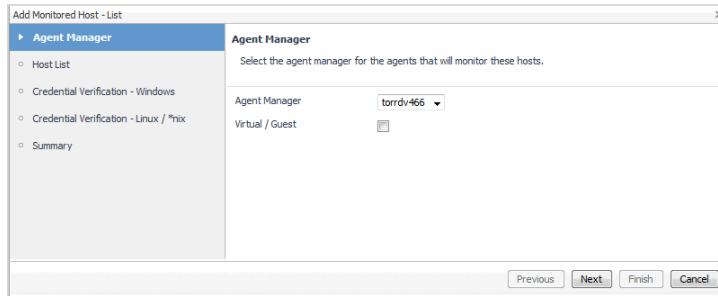 Add Monitored Host - List
Agent Manager
Host List
Credential Verification - Windows
Credential Verification - Linux / *nix
Summary
Agent Manager
Select the agent manager for the agents that will monitor these hosts.
Agent Manager torrdv466
Virtual / Guest
Previous Next Finish Cancel